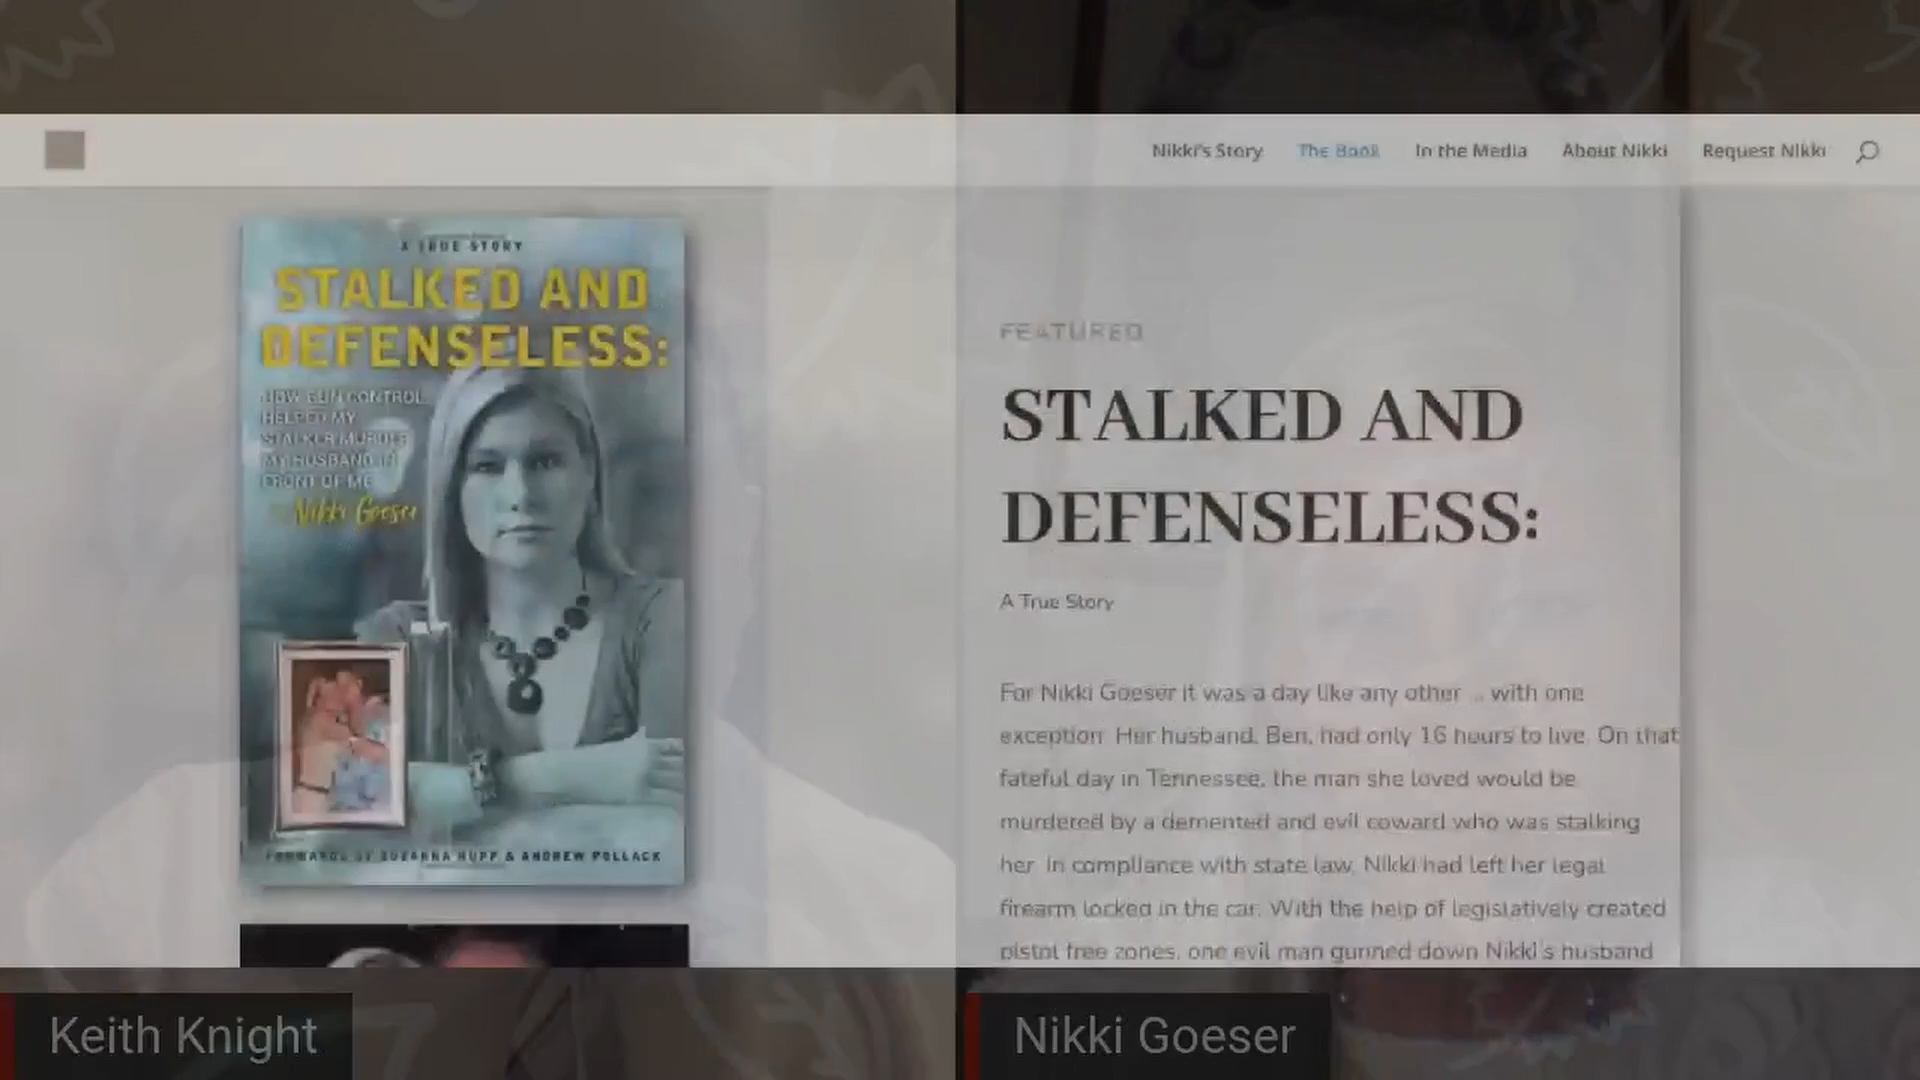 Nikki's Story The Book In the Media About Nikki Request Nikki
A TRUE STORY
STALKED AND
DEFENSELESS:
HOW GUN CONTROL
HELPED MY
STALKER MURDER
MY HUSBAND IN
FRONT OF ME
Nikki Goeser
FORWARDS BY SUZANNA HUPP & ANDREW POLLACK
FEATURED
STALKED AND
DEFENSELESS:
A True Story
For Nikki Goeser it was a day like any other ... with one
exception. Her husband, Ben, had only 16 hours to live. On that
fateful day in Tennessee, the man she loved would be
murdered by a demented and evil coward who was stalking
her. In compliance with state law, Nikki had left her legal
firearm locked in the car. With the help of legislatively created
pistol free zones, one evil man gunned down Nikki's husband
Keith Knight
Nikki Goeser